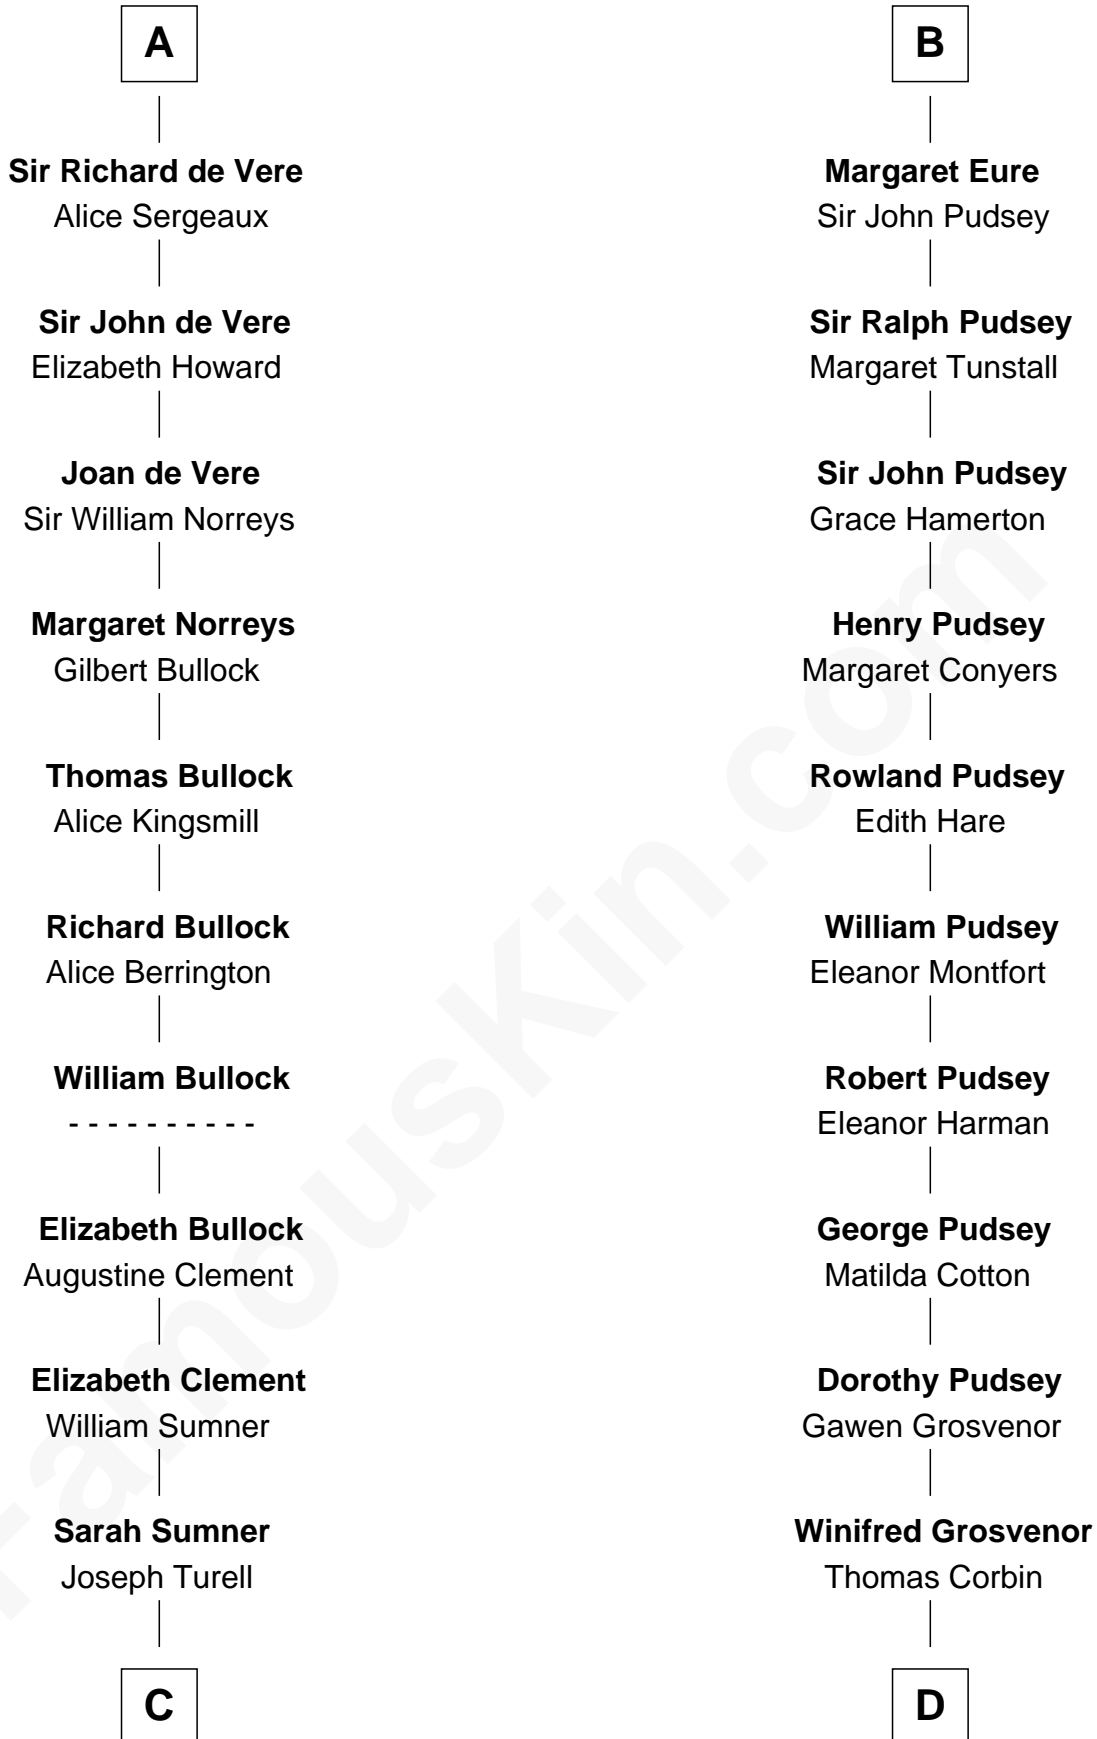 A
Sir Richard de Vere
Alice Sergeaux
Sir John de Vere
Elizabeth Howard
Joan de Vere
Sir William Norreys
Margaret Norreys
Gilbert Bullock
Thomas Bullock
Alice Kingsmill
Richard Bullock
Alice Berrington
William Bullock
- - - - - - - - - -
Elizabeth Bullock
Augustine Clement
Elizabeth Clement
William Sumner
Sarah Sumner
Joseph Turell
C
B
Margaret Eure
Sir John Pudsey
Sir Ralph Pudsey
Margaret Tunstall
Sir John Pudsey
Grace Hamerton
Henry Pudsey
Margaret Conyers
Rowland Pudsey
Edith Hare
William Pudsey
Eleanor Montfort
Robert Pudsey
Eleanor Harman
George Pudsey
Matilda Cotton
Dorothy Pudsey
Gawen Grosvenor
Winifred Grosvenor
Thomas Corbin
D
FamousKin.com